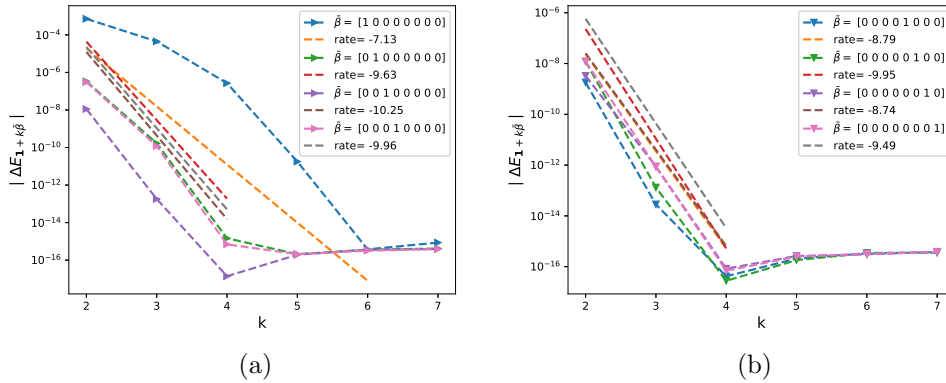 (a)
(b)
10⁻⁴
10⁻⁶
10⁻⁸
10⁻¹⁰
10⁻¹²
10⁻¹⁴
10⁻¹⁶
| ΔE₁ ₊ ₖβ̄ |
β̄ = [1 0 0 0 0 0 0 0]
rate= -7.13
β̄ = [0 1 0 0 0 0 0 0]
rate= -9.63
β̄ = [0 0 1 0 0 0 0 0]
rate= -10.25
β̄ = [0 0 0 1 0 0 0 0]
rate= -9.96
2 3 4 5 6 7
k
10⁻⁶
10⁻⁸
10⁻¹⁰
10⁻¹²
10⁻¹⁴
10⁻¹⁶
| ΔE₁ ₊ ₖβ̄ |
β̄ = [0 0 0 0 1 0 0 0]
rate= -8.79
β̄ = [0 0 0 0 0 1 0 0]
rate= -9.95
β̄ = [0 0 0 0 0 0 1 0]
rate= -8.74
β̄ = [0 0 0 0 0 0 0 1]
rate= -9.49
2 3 4 5 6 7
k
(a)
(b)